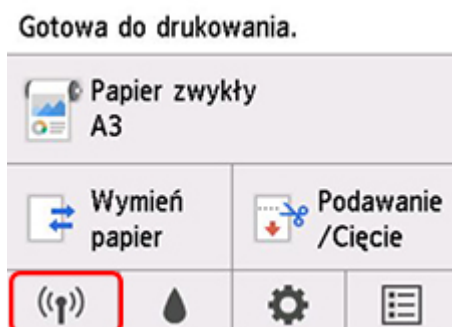 Gotowa do drukowania.
Papier zwykły
A3
Wymień
papier
Podawanie
/Cięcie